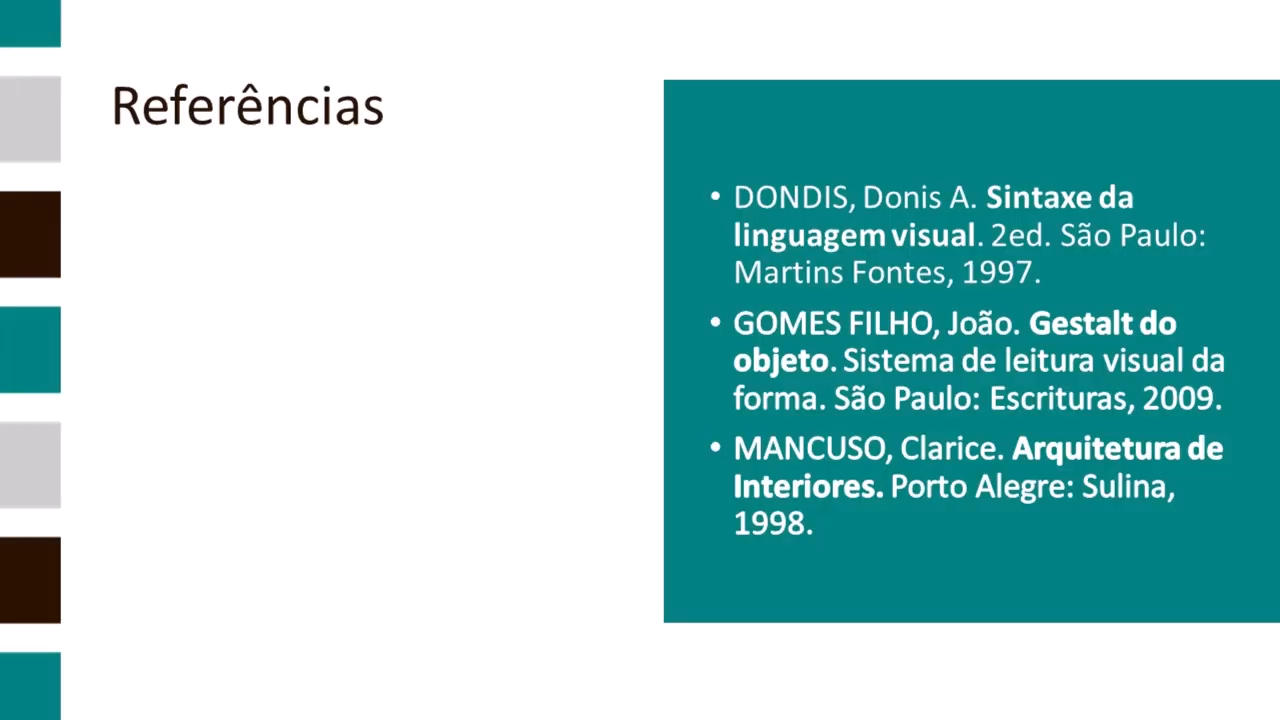 Referências
• DONDIS, Donis A. Sintaxe da
linguagem visual. 2ed. São Paulo:
Martins Fontes, 1997.
• GOMES FILHO, João. Gestalt do
objeto. Sistema de leitura visual da
forma. São Paulo: Escrituras, 2009.
• MANCUSO, Clarice. Arquitetura de
Interiores. Porto Alegre: Sulina,
1998.